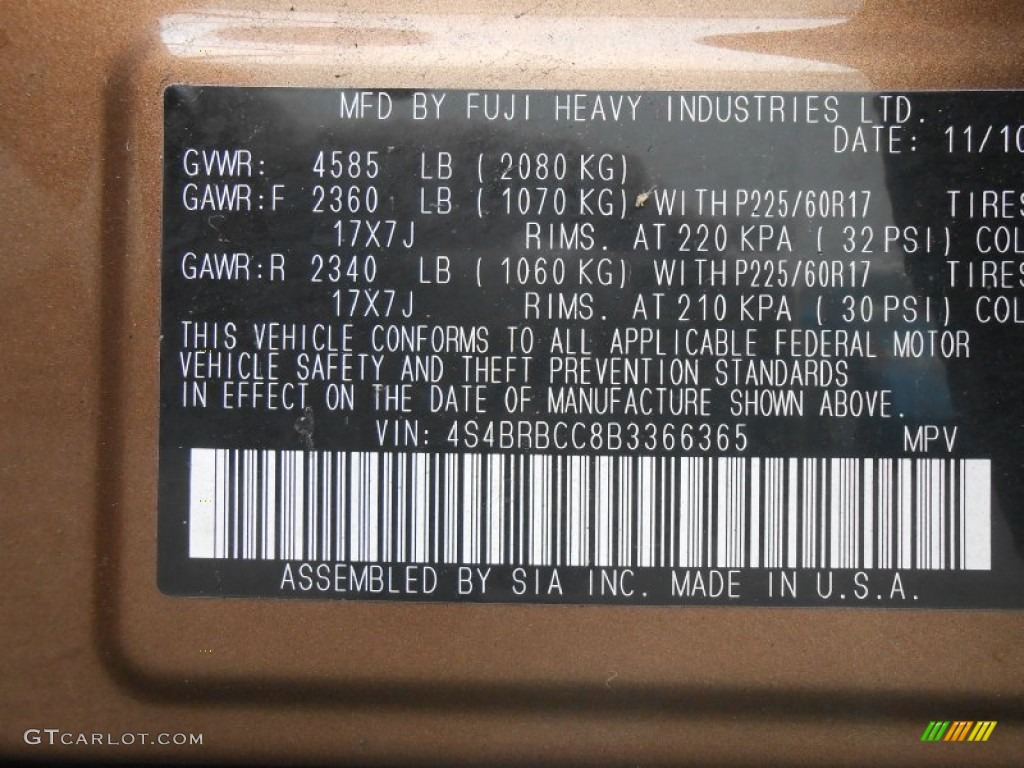 MFD BY FUJI HEAVY INDUSTRIES LTD.
DATE: 11/10
GVWR: 4585 LB ( 2080 KG)
GAWR:F 2360 LB ( 1070 KG) WITH P225/60R17 TIRES
17X7J RIMS. AT 220 KPA ( 32 PSI) COL
GAWR:R 2340 LB ( 1060 KG) WITH P225/60R17 TIRES
17X7J RIMS. AT 210 KPA ( 30 PSI) COL
THIS VEHICLE CONFORMS TO ALL APPLICABLE FEDERAL MOTOR
VEHICLE SAFETY AND THEFT PREVENTION STANDARDS
IN EFFECT ON THE DATE OF MANUFACTURE SHOWN ABOVE.
VIN: 4S4BRBCC8B3366365 MPV
ASSEMBLED BY SIA INC. MADE IN U.S.A.
GTCARLOT.COM